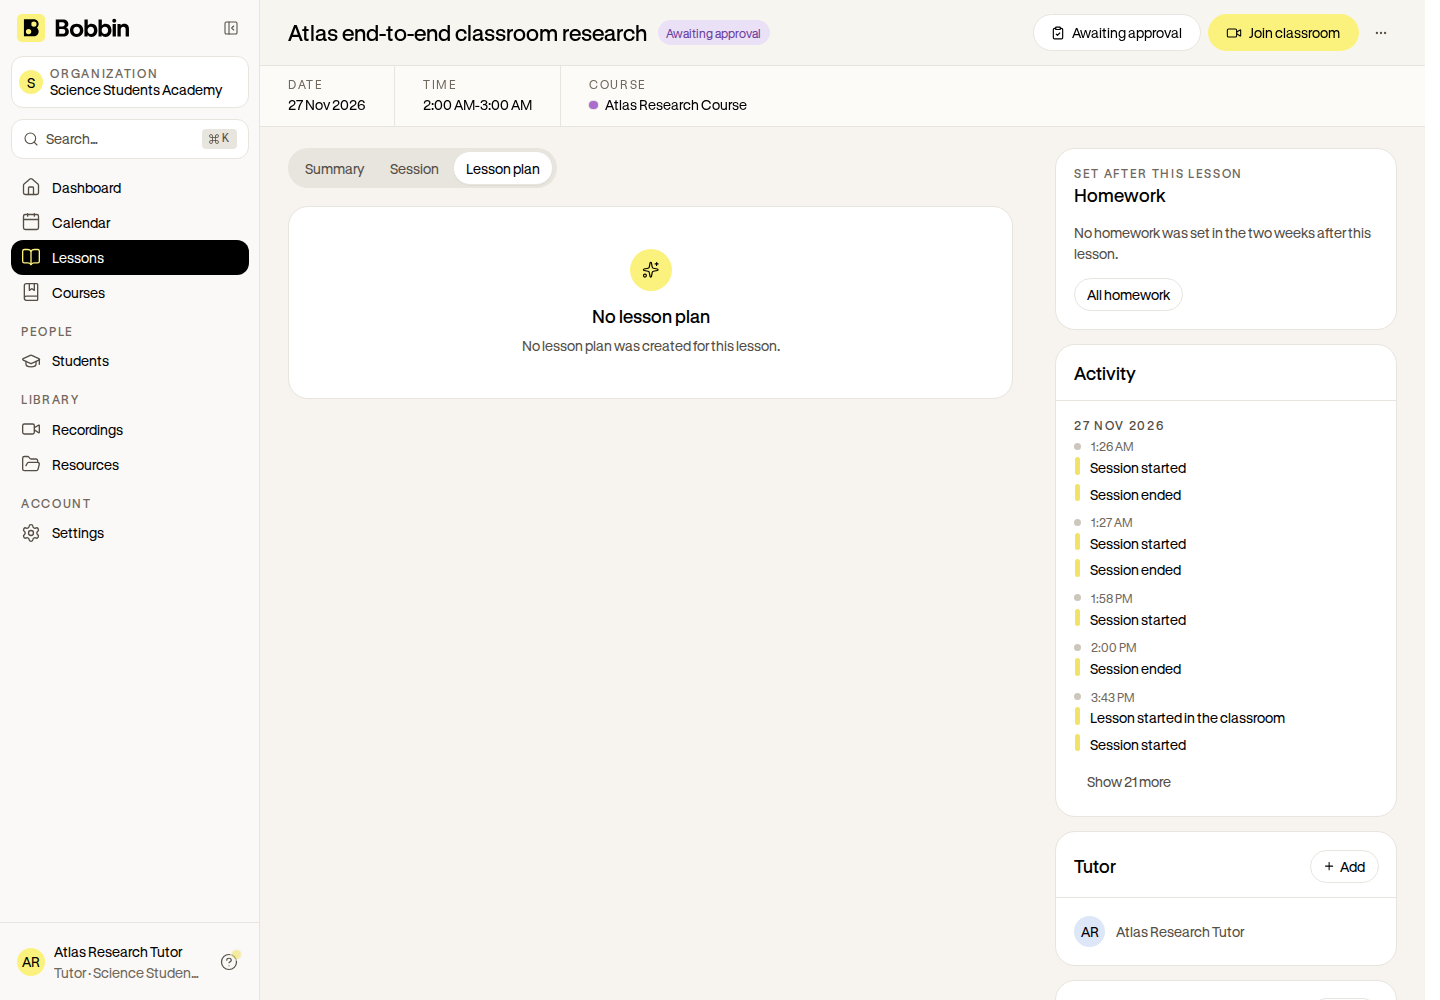 Bobbin
ORGANIZATION
S
Science Students Academy
Search...
⌘ K
Dashboard
Calendar
Lessons
Courses
PEOPLE
Students
LIBRARY
Recordings
Resources
ACCOUNT
Settings
AR
Atlas Research Tutor
Tutor · Science Studen...
Atlas end-to-end classroom research
Awaiting approval
Awaiting approval
Join classroom
DATE
27 Nov 2026
TIME
2:00 AM-3:00 AM
COURSE
Atlas Research Course
Summary
Session
Lesson plan
No lesson plan
No lesson plan was created for this lesson.
SET AFTER THIS LESSON
Homework
No homework was set in the two weeks after this
lesson.
All homework
Activity
27 NOV 2026
1:26 AM
Session started
Session ended
1:27 AM
Session started
Session ended
1:58 PM
Session started
2:00 PM
Session ended
3:43 PM
Lesson started in the classroom
Session started
Show 21 more
Tutor
+ Add
AR
Atlas Research Tutor